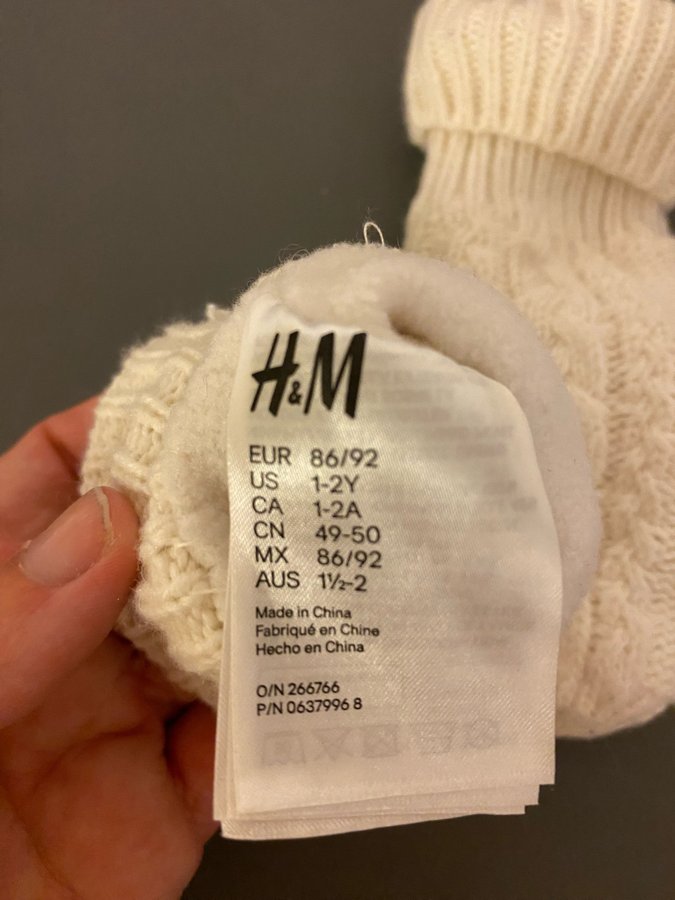 H&M
EUR 86/92
US 1-2Y
CA 1-2A
CN 49-50
MX 86/92
AUS 1½-2
Made in China
Fabriqué en Chine
Hecho en China
O/N 266766
P/N 0637996 8